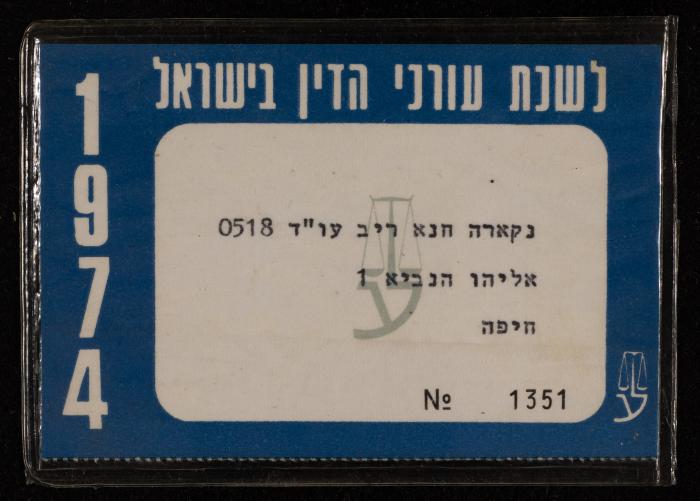 לשכת עורכי הדין בישראל
1974
נקארה חנא ריב עו"ד 0518
אליהו הנביא 1
חיפה
№ 1351